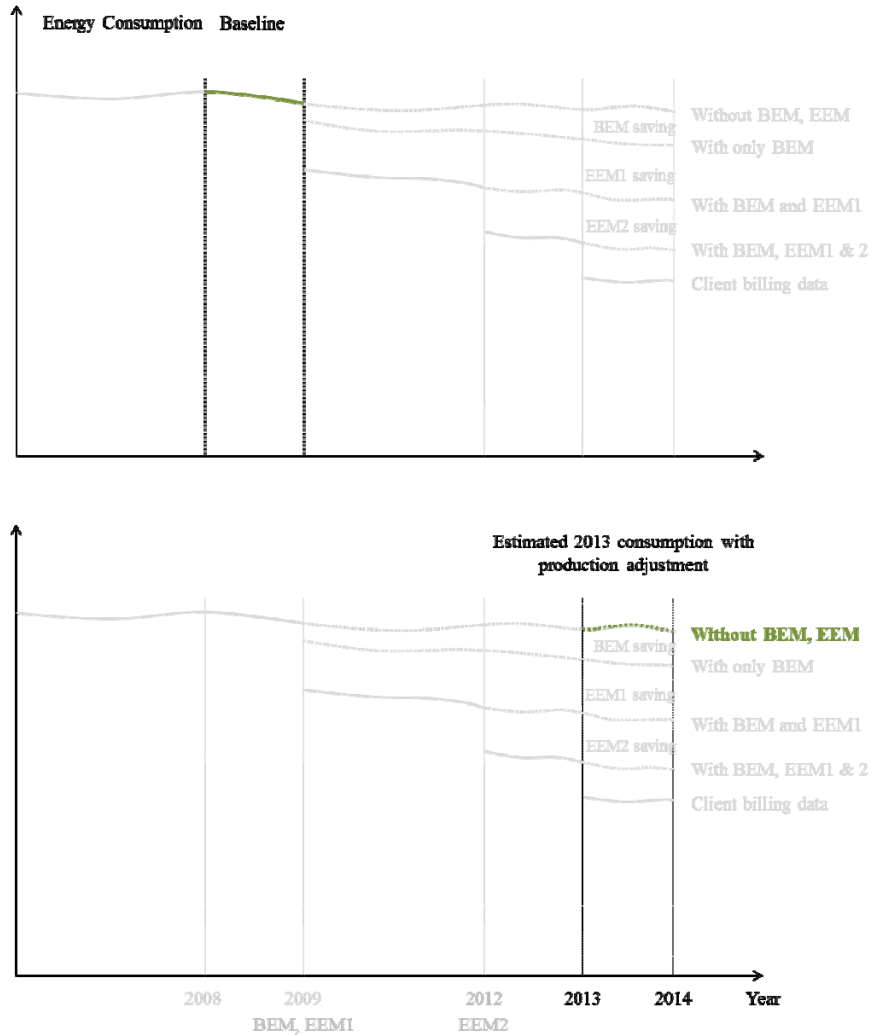 Energy Consumption Baseline
Without BEM, EEM
BEM saving
With only BEM
EEM1 saving
With BEM and EEM1
EEM2 saving
With BEM, EEM1 & 2
Client billing data
Estimated 2013 consumption with
production adjustment
Without BEM, EEM
BEM saving
With only BEM
EEM1 saving
With BEM and EEM1
EEM2 saving
With BEM, EEM1 & 2
Client billing data
2008 2009 2012 2013 2014 Year
BEM, EEM1 EEM2